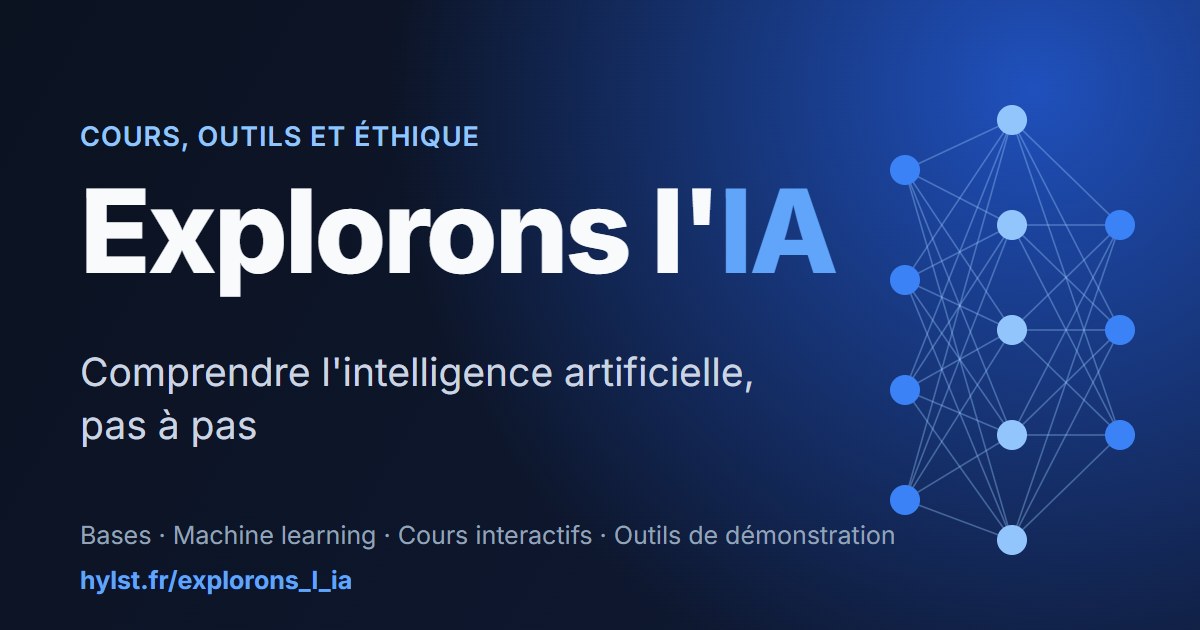 COURS, OUTILS ET ÉTHIQUE
Explorons l'IA
Comprendre l'intelligence artificielle,
pas à pas
Bases · Machine learning · Cours interactifs · Outils de démonstration
hylst.fr/explorons_l_ia